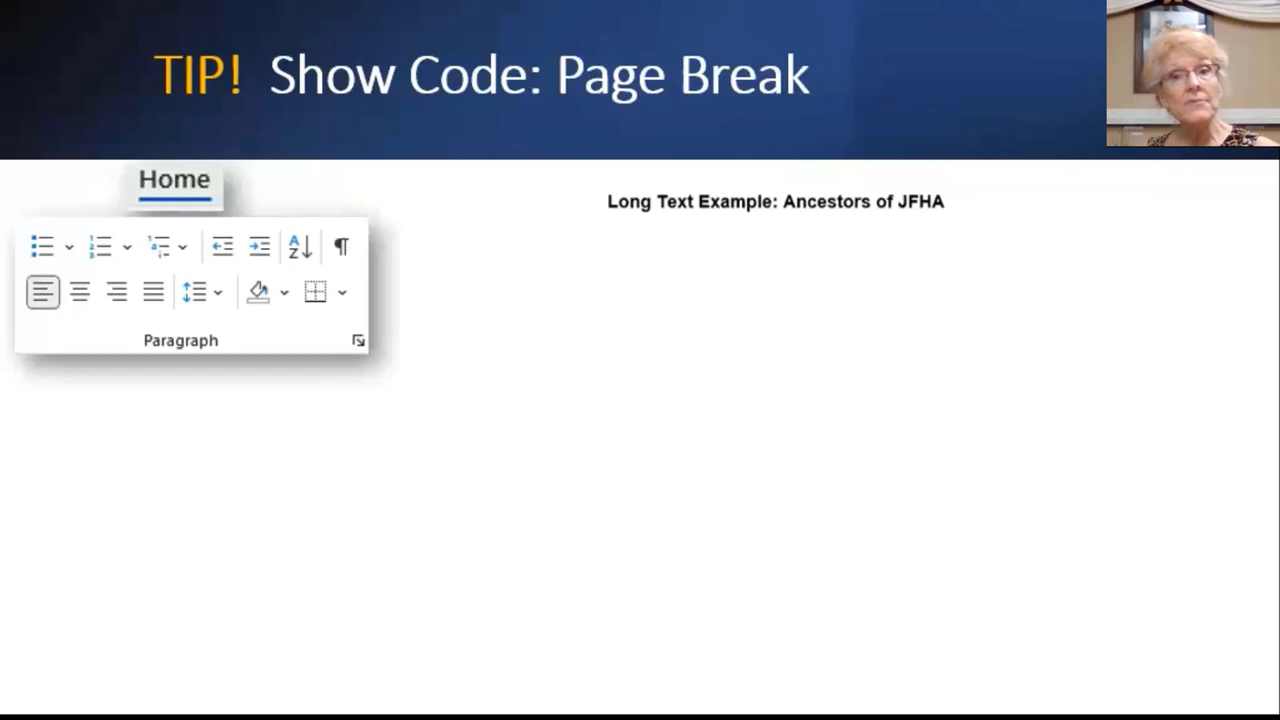 TIP! Show Code: Page Break
Home
Long Text Example: Ancestors of JFHA
¶
Paragraph